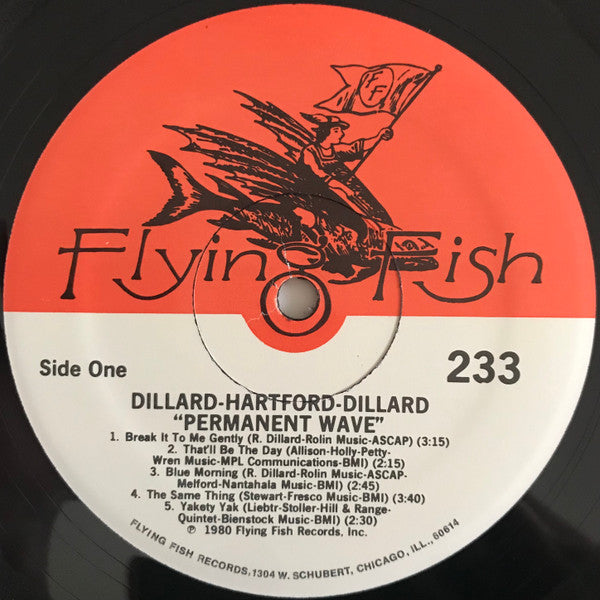 FF
Flying Fish
Side One
233
DILLARD-HARTFORD-DILLARD
"PERMANENT WAVE"
1. Break It To Me Gently (R. Dillard-Rolin Music-ASCAP) (3:15)
2. That'll Be The Day (Allison-Holly-Petty-
Wren Music-MPL Communications-BMI) (2:15)
3. Blue Morning (R. Dillard-Rolin Music-ASCAP-
Melford-Nantahala Music-BMI) (2:45)
4. The Same Thing (Stewart-Fresco Music-BMI) (3:40)
5. Yakety Yak (Liebtr-Stoller-Hill & Range-
Quintet-Bienstock Music-BMI) (2:30)
℗ 1980 Flying Fish Records, Inc.
FLYING FISH RECORDS, 1304 W. SCHUBERT, CHICAGO, ILL., 60614